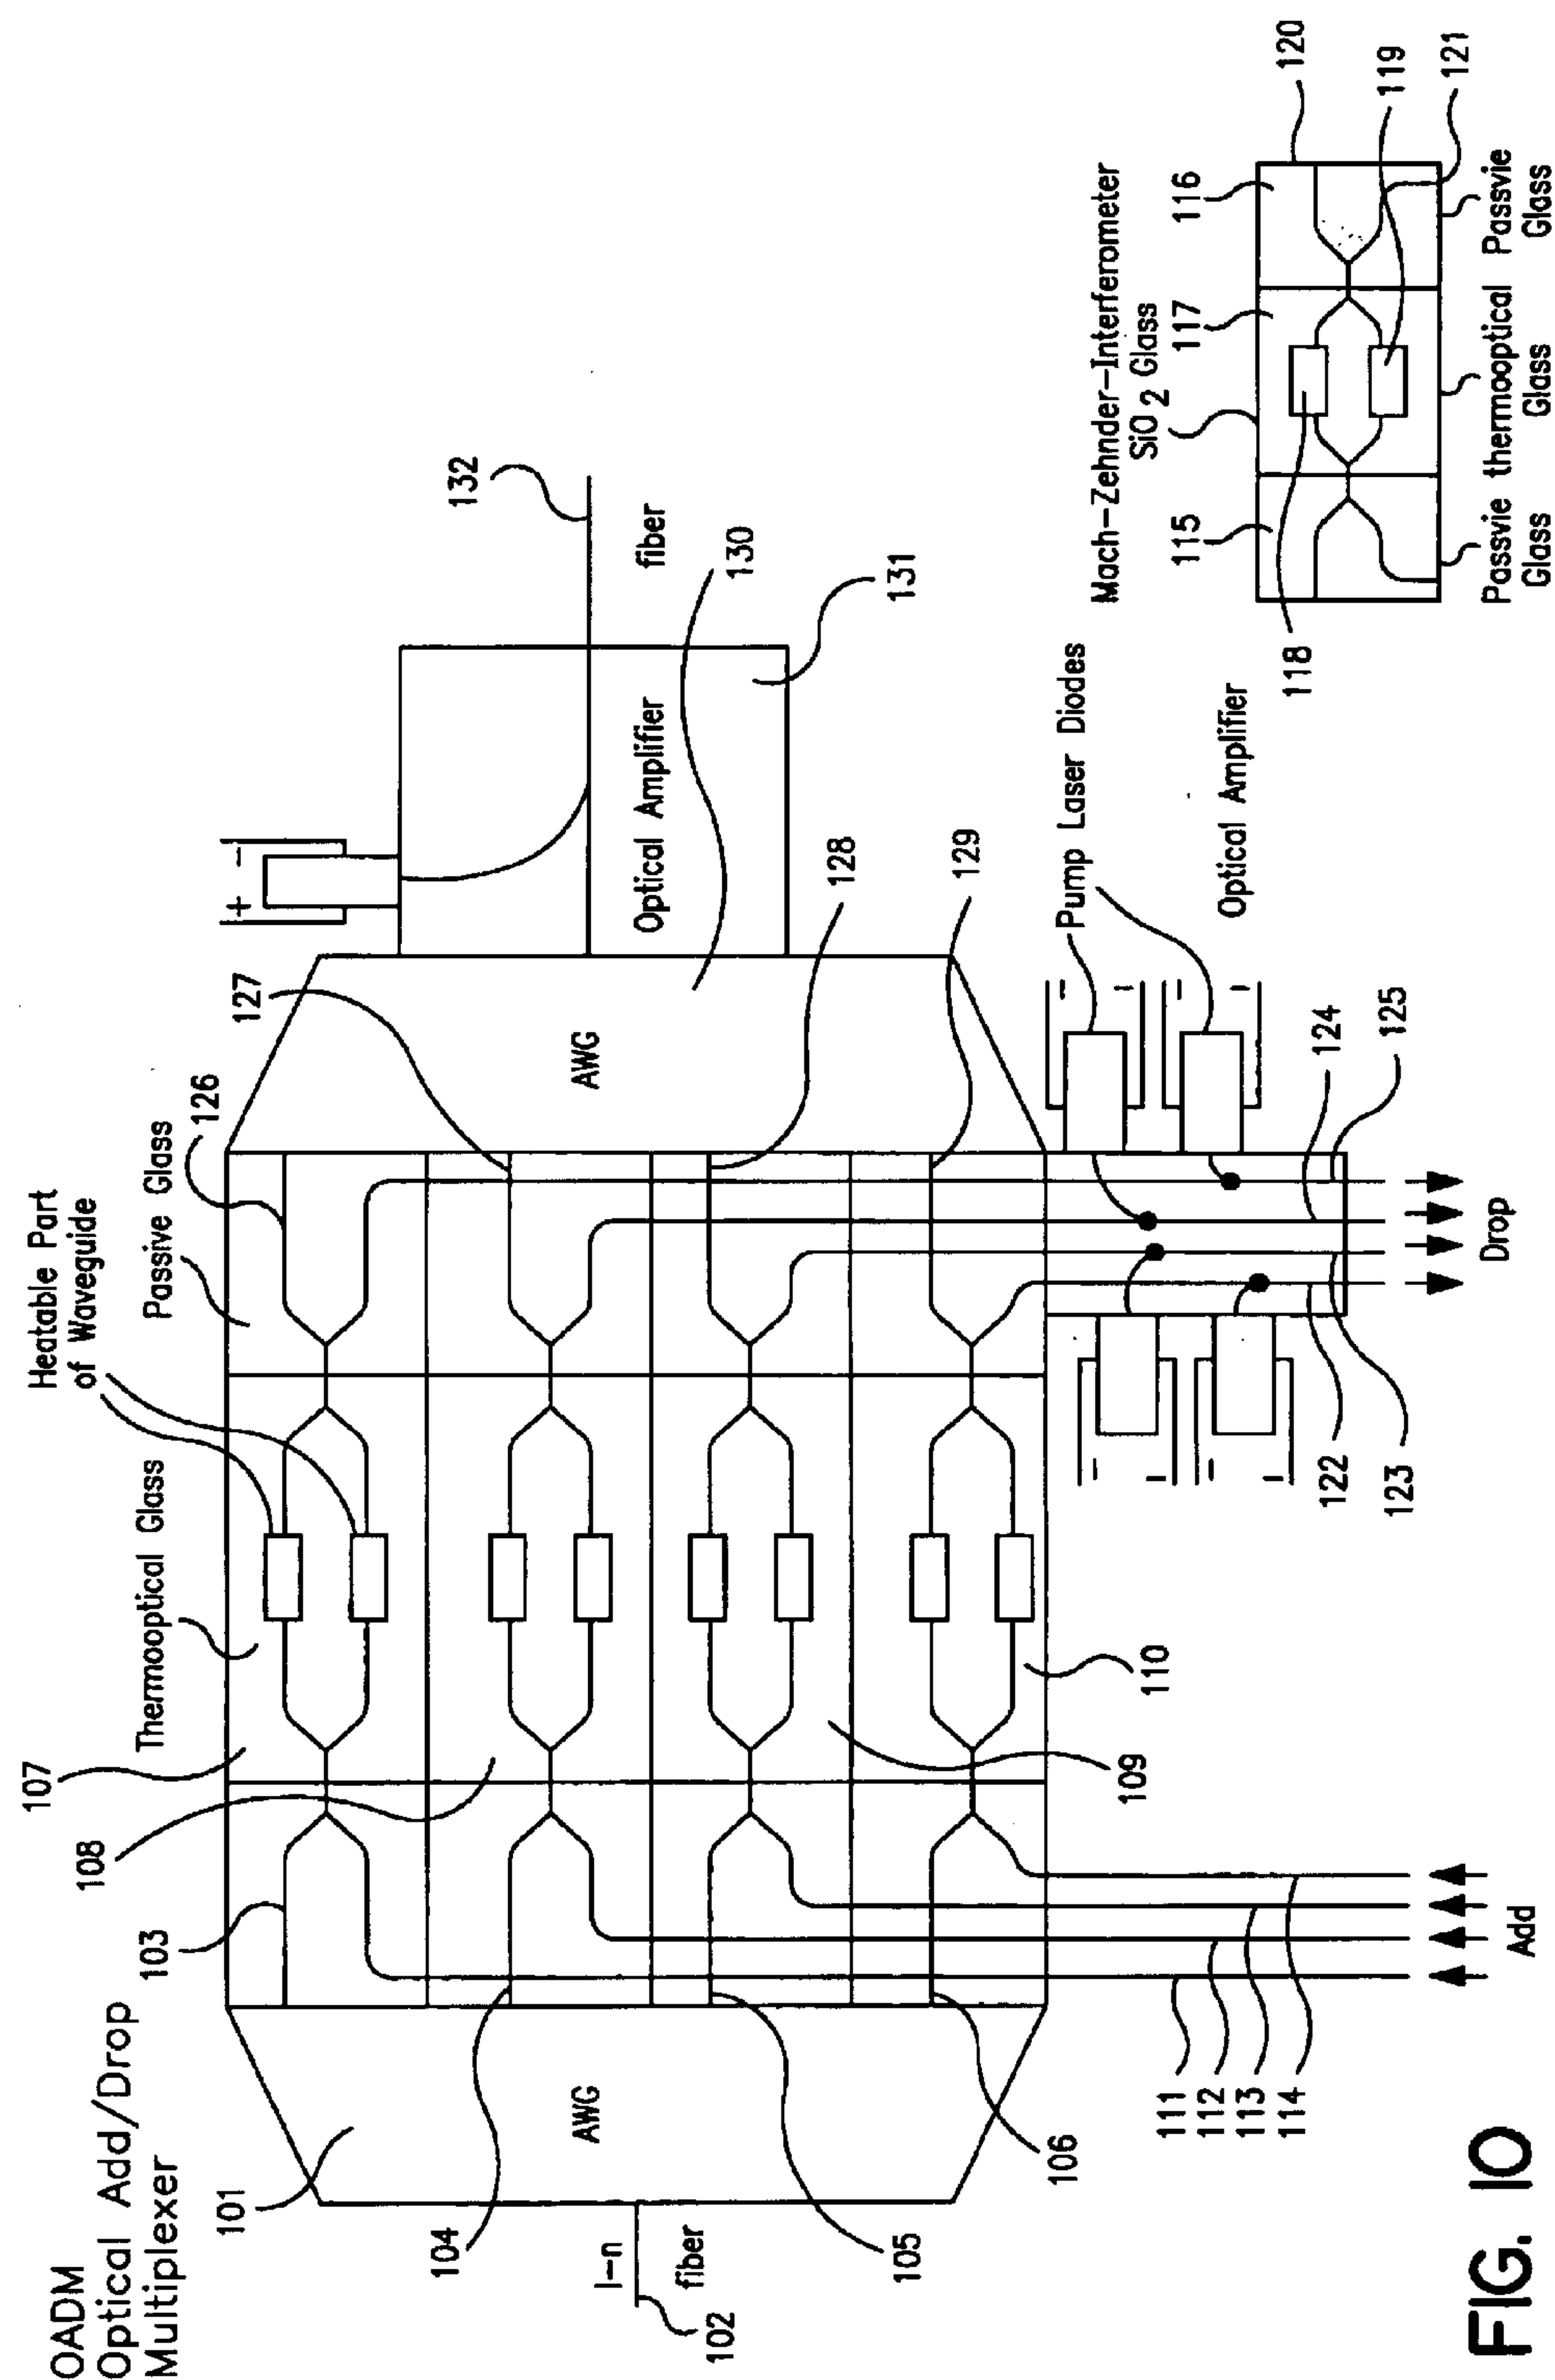 OADM
Optical Add/Drop
Multiplexer
101
AWG
102
l-n
fiber
103
104
105
106
107
108
109
110
Thermooptical Glass
Heatable Part
of Waveguide
Passive Glass
126
127
128
129
AWG
130
Optical Amplifier
131
+ -
132
fiber
111
112
113
114
Add
122
123
124
125
Drop
Pump Laser Diodes
Optical Amplifier
Mach-Zehnder-Interferometer
SiO2 Glass
115
117
116
120
118
119
121
Passvie
Glass
thermooptical
Glass
Passvie
Glass
FIG. 10